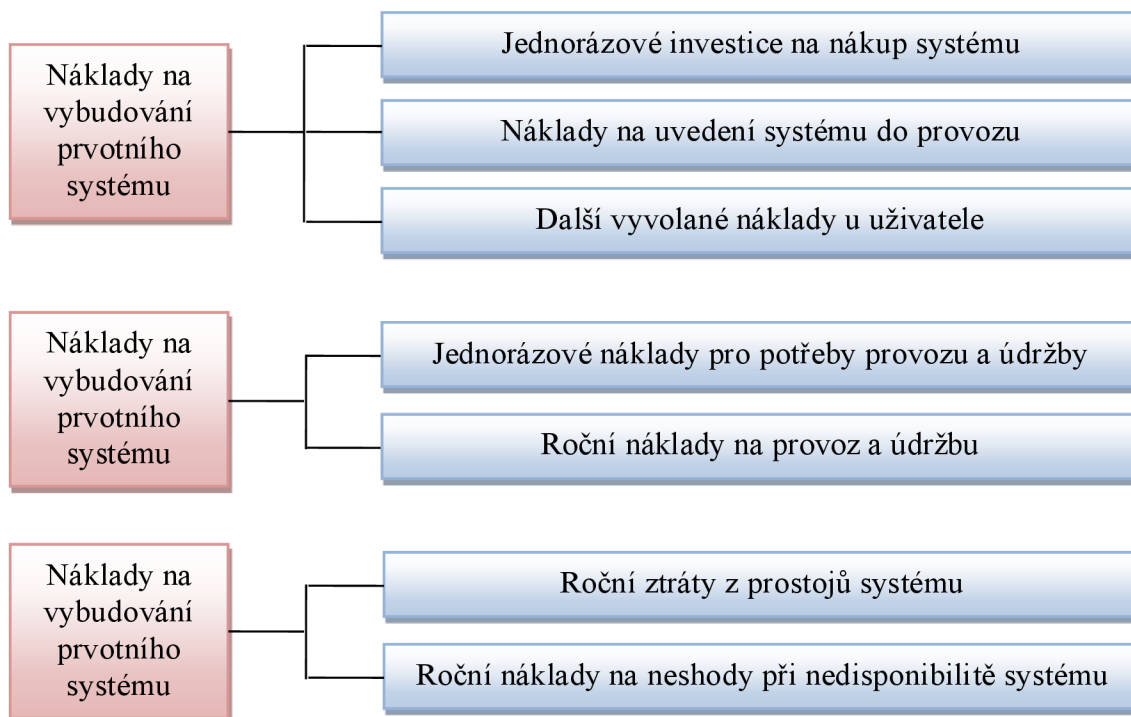 Náklady na
vybudování
prvotního
systému
Jednorázové investice na nákup systému
Náklady na uvedení systému do provozu
Další vyvolané náklady u uživatele
Náklady na
vybudování
prvotního
systému
Jednorázové náklady pro potřeby provozu a údržby
Roční náklady na provoz a údržbu
Náklady na
vybudování
prvotního
systému
Roční ztráty z prostojů systému
Roční náklady na neshody při nedisponibilitě systému